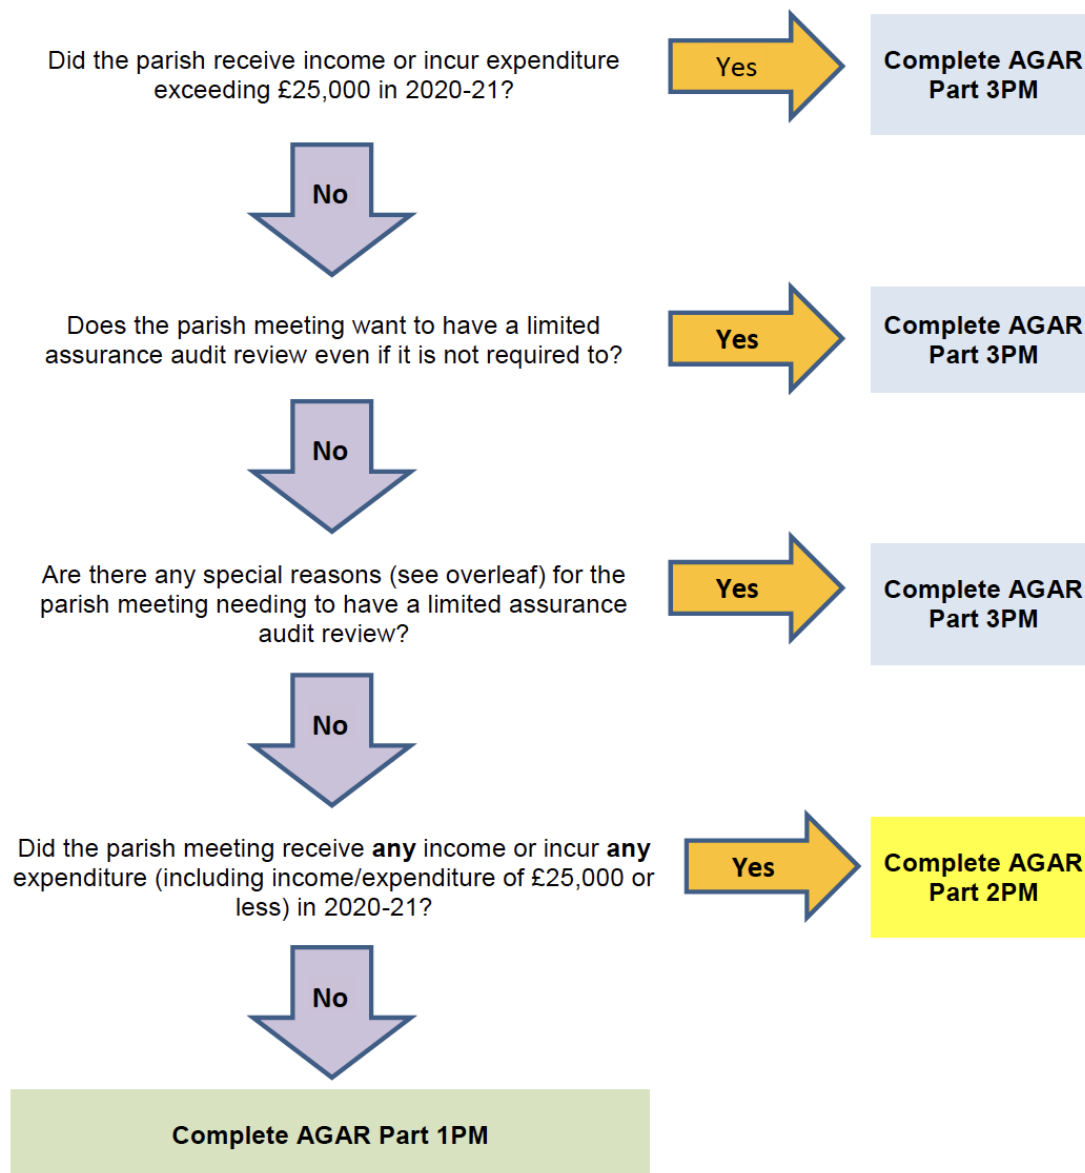 Did the parish receive income or incur expenditure
exceeding £25,000 in 2020-21?
Yes
Complete AGAR
Part 3PM
No
Does the parish meeting want to have a limited
assurance audit review even if it is not required to?
Yes
Complete AGAR
Part 3PM
No
Are there any special reasons (see overleaf) for the
parish meeting needing to have a limited assurance
audit review?
Yes
Complete AGAR
Part 3PM
No
Did the parish meeting receive any income or incur any
expenditure (including income/expenditure of £25,000 or
less) in 2020-21?
Yes
Complete AGAR
Part 2PM
No
Complete AGAR Part 1PM